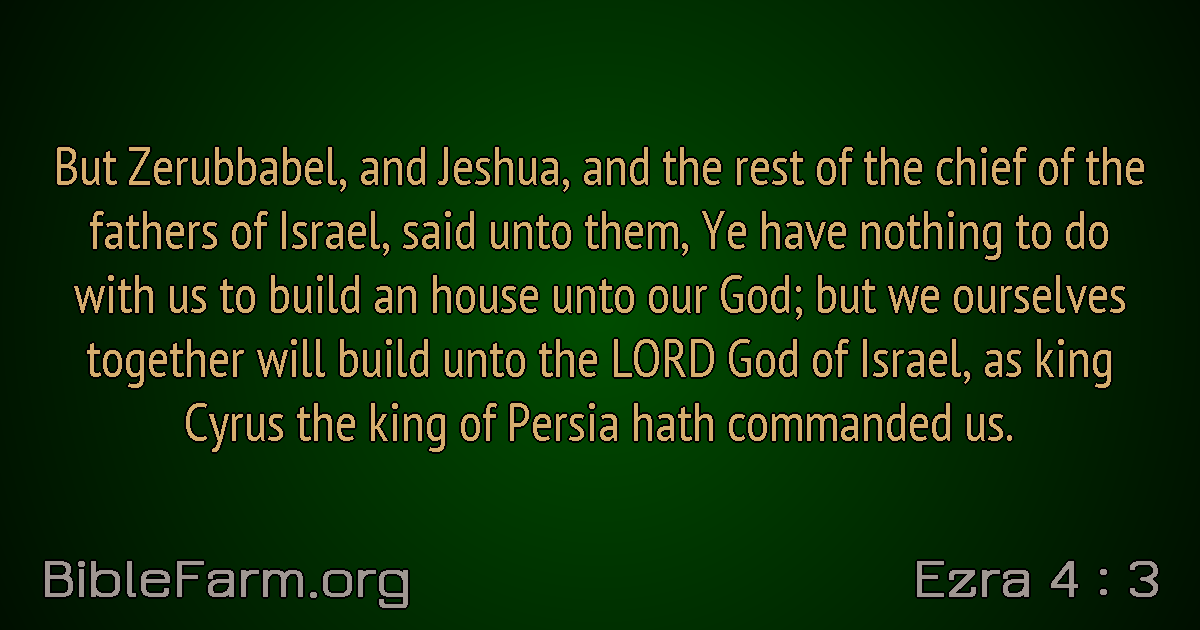 But Zerubbabel, and Jeshua, and the rest of the chief of the
fathers of Israel, said unto them, Ye have nothing to do
with us to build an house unto our God; but we ourselves
together will build unto the LORD God of Israel, as king
Cyrus the king of Persia hath commanded us.
BibleFarm.org
Ezra 4 : 3